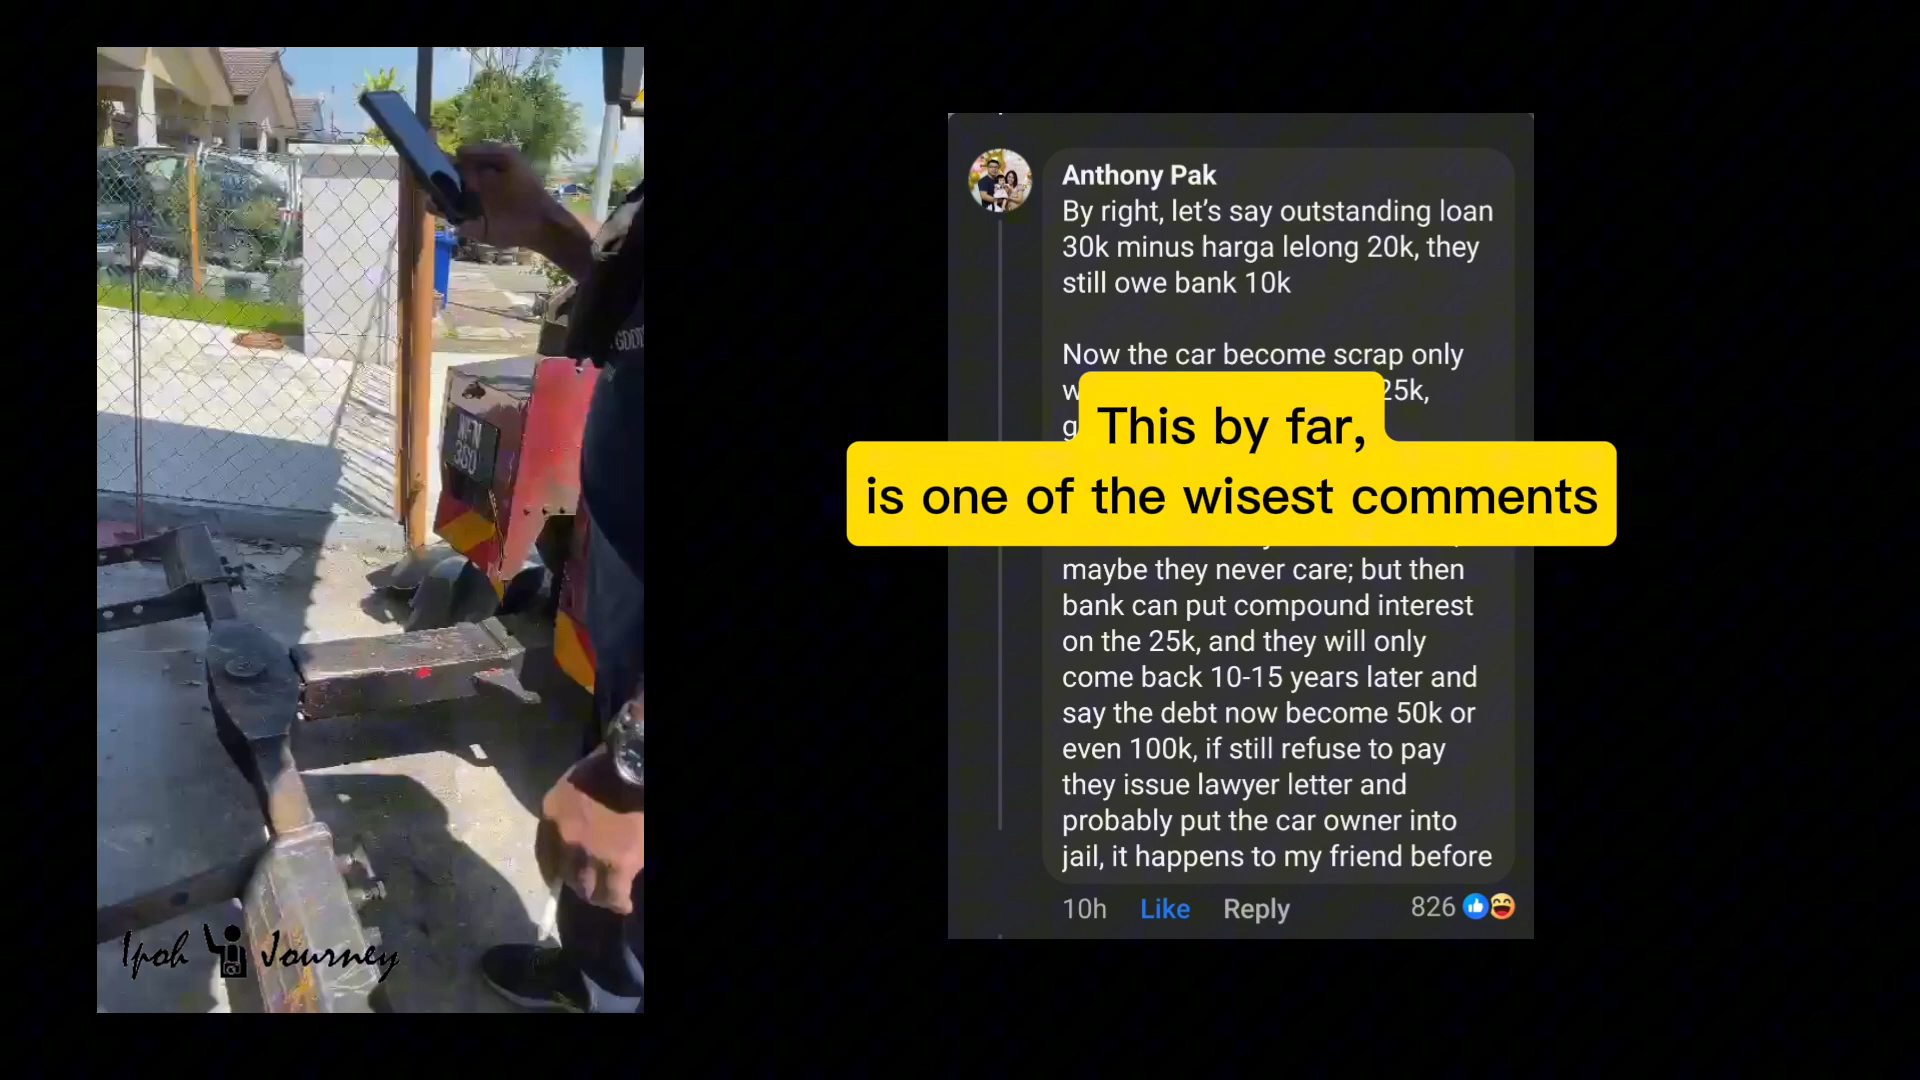 GOOD
WFN
380
Ipoh Journey
Anthony Pak
By right, let's say outstanding loan
30k minus harga lelong 20k, they
still owe bank 10k
Now the car become scrap only
25k,
This by far,
is one of the wisest comments
maybe they never care; but then
bank can put compound interest
on the 25k, and they will only
come back 10-15 years later and
say the debt now become 50k or
even 100k, if still refuse to pay
they issue lawyer letter and
probably put the car owner into
jail, it happens to my friend before
10h Like Reply 826